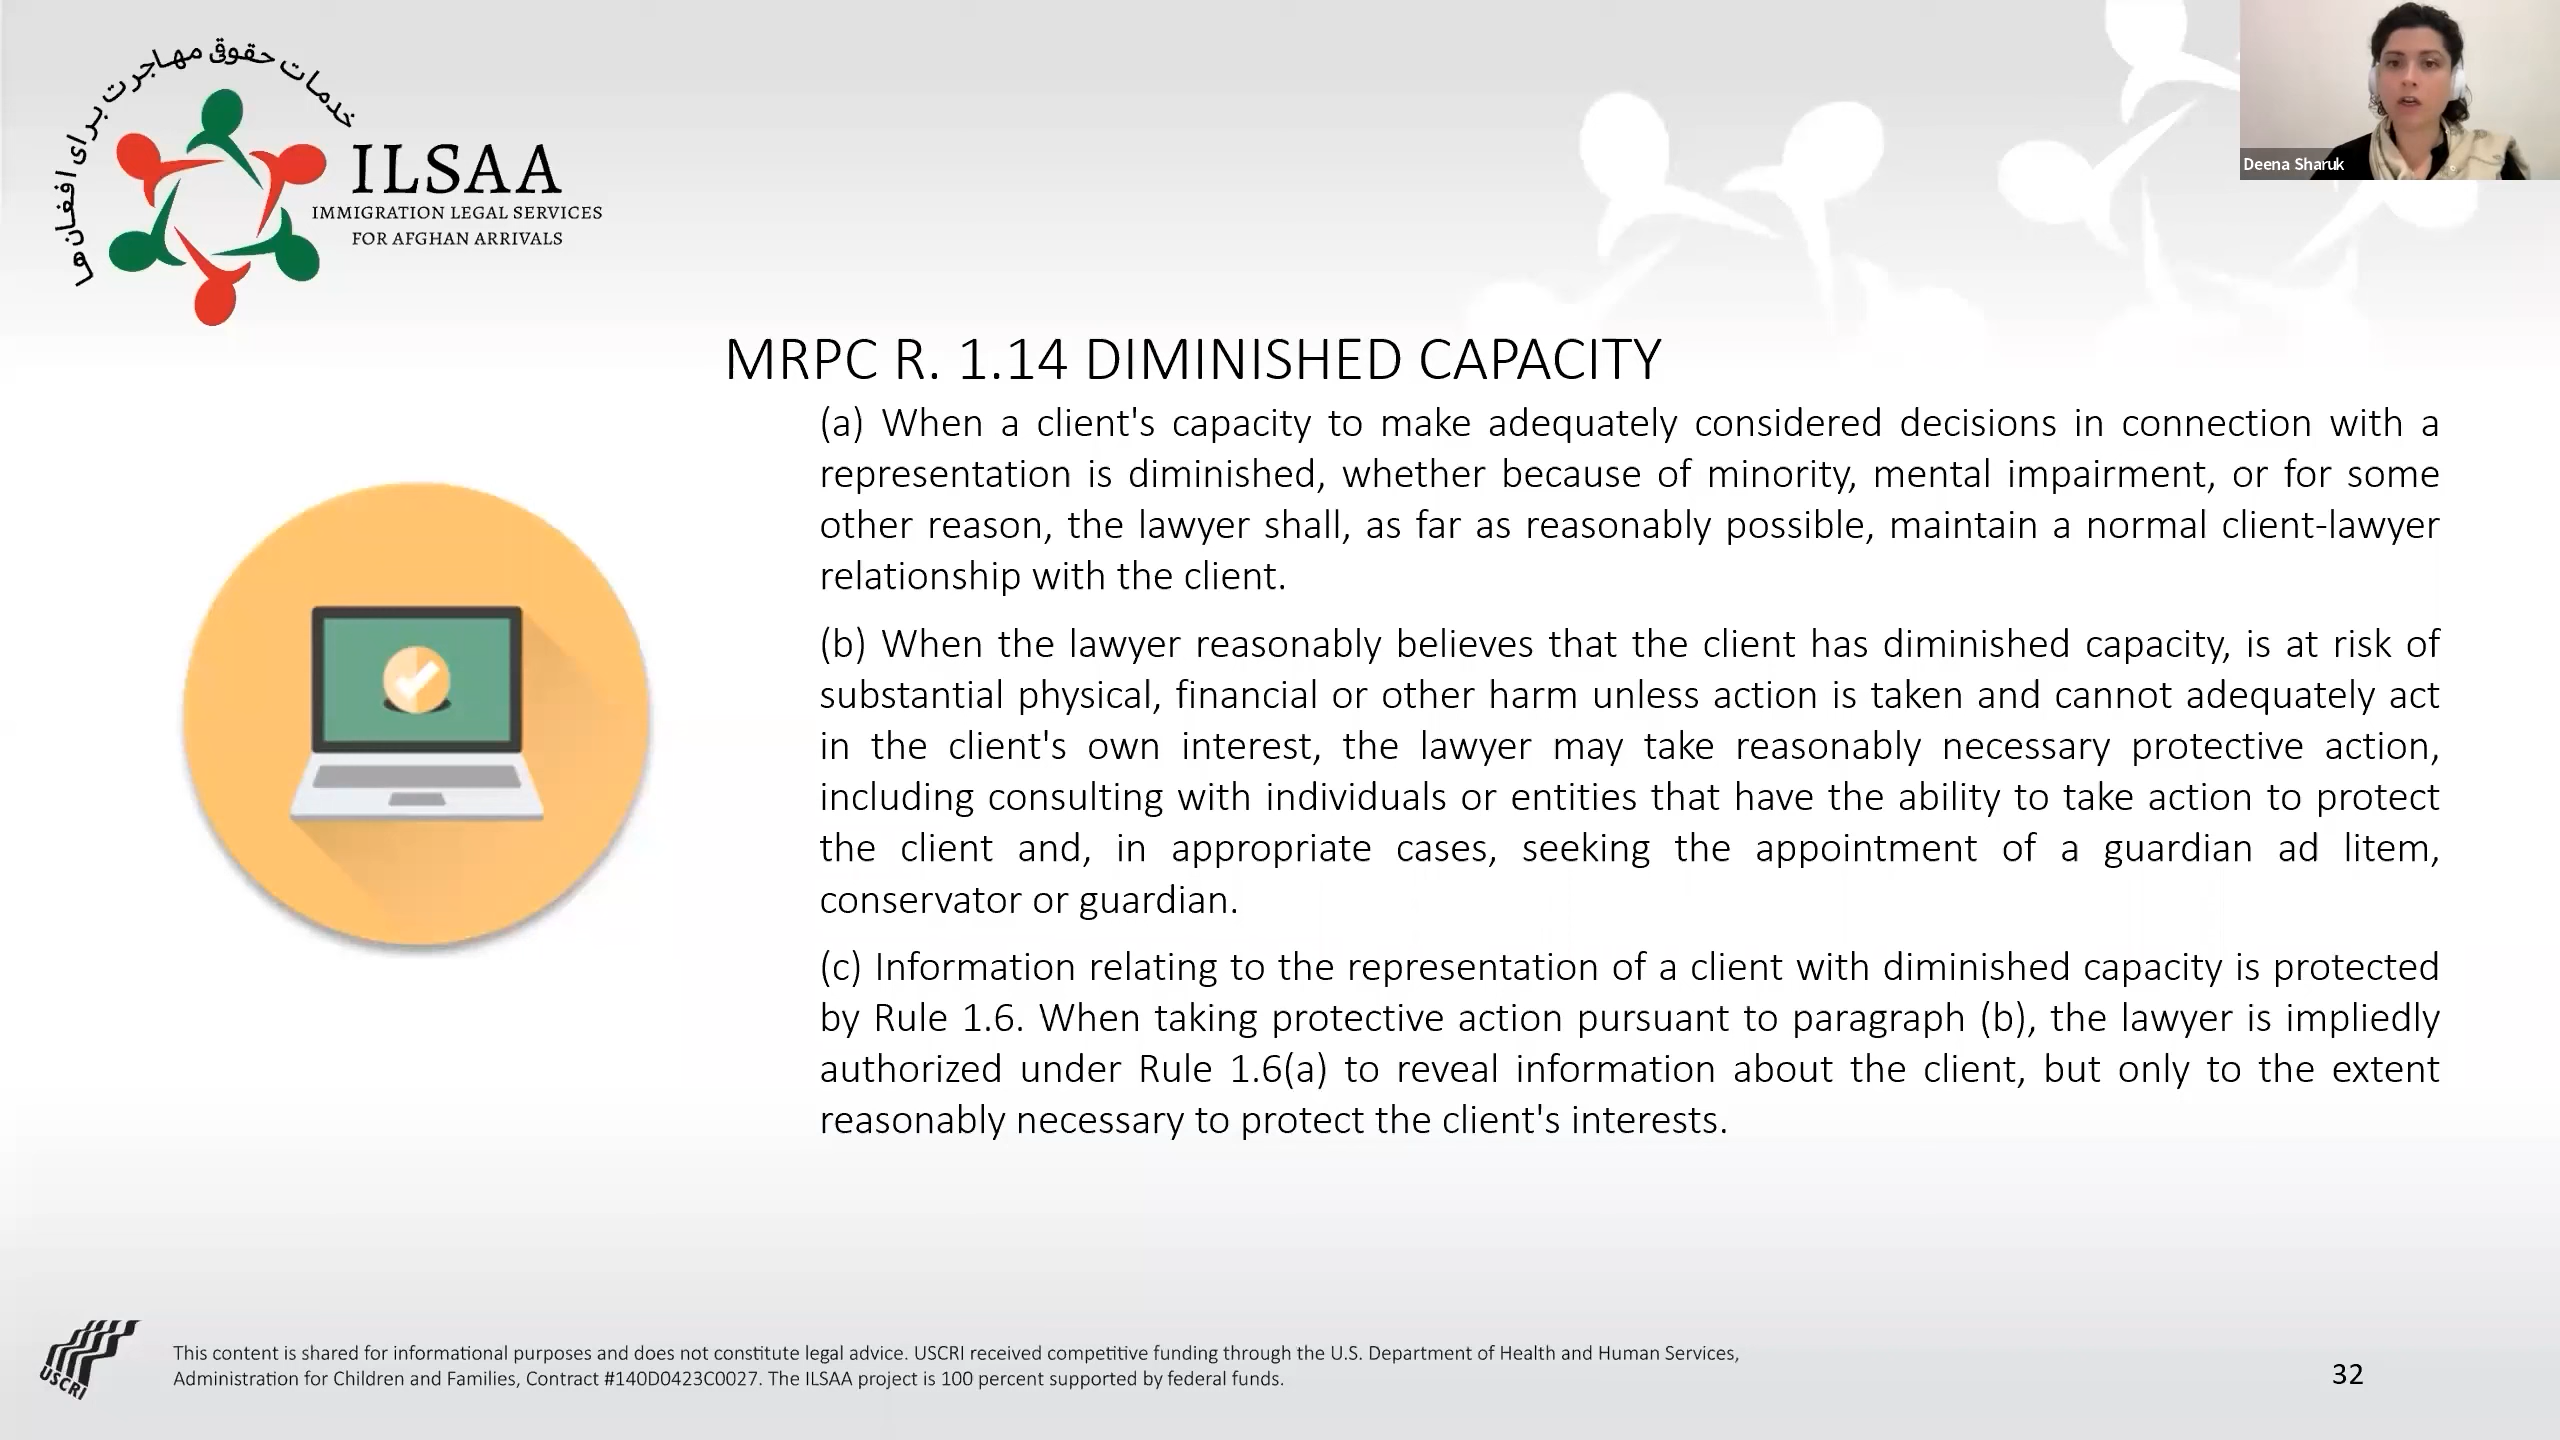 خدمات حقوقی مهاجرت برای افغان‌ها
ILSAA
IMMIGRATION LEGAL SERVICES
FOR AFGHAN ARRIVALS
Deena Sharuk
MRPC R. 1.14 DIMINISHED CAPACITY
(a) When a client's capacity to make adequately considered decisions in connection with a
representation is diminished, whether because of minority, mental impairment, or for some
other reason, the lawyer shall, as far as reasonably possible, maintain a normal client-lawyer
relationship with the client.
(b) When the lawyer reasonably believes that the client has diminished capacity, is at risk of
substantial physical, financial or other harm unless action is taken and cannot adequately act
in the client's own interest, the lawyer may take reasonably necessary protective action,
including consulting with individuals or entities that have the ability to take action to protect
the client and, in appropriate cases, seeking the appointment of a guardian ad litem,
conservator or guardian.
(c) Information relating to the representation of a client with diminished capacity is protected
by Rule 1.6. When taking protective action pursuant to paragraph (b), the lawyer is impliedly
authorized under Rule 1.6(a) to reveal information about the client, but only to the extent
reasonably necessary to protect the client's interests.
USCRI
This content is shared for informational purposes and does not constitute legal advice. USCRI received competitive funding through the U.S. Department of Health and Human Services,
Administration for Children and Families, Contract #140D0423C0027. The ILSAA project is 100 percent supported by federal funds.
32